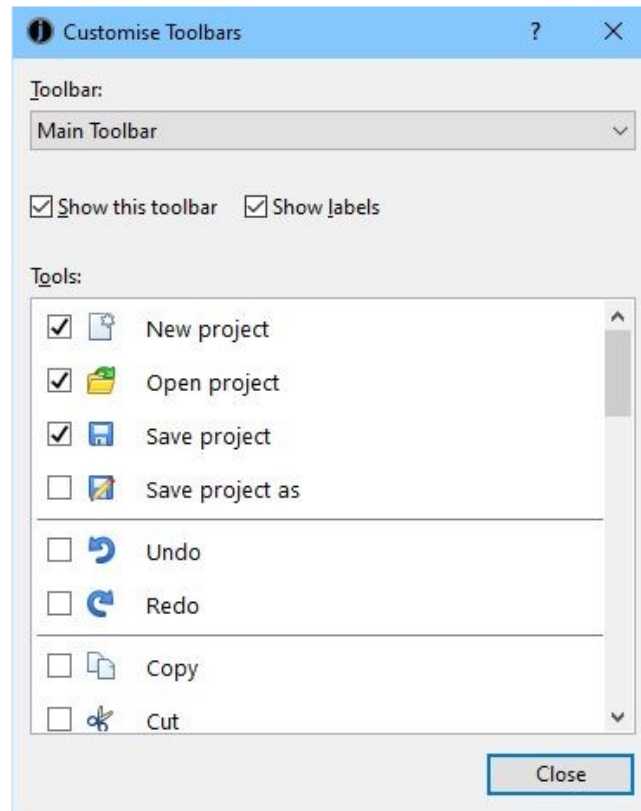 Customise Toolbars ?
Toolbar:
Main Toolbar
Show this toolbar Show labels
Tools:
New project
Open project
Save project
Save project as
Undo
Redo
Copy
Cut
Close